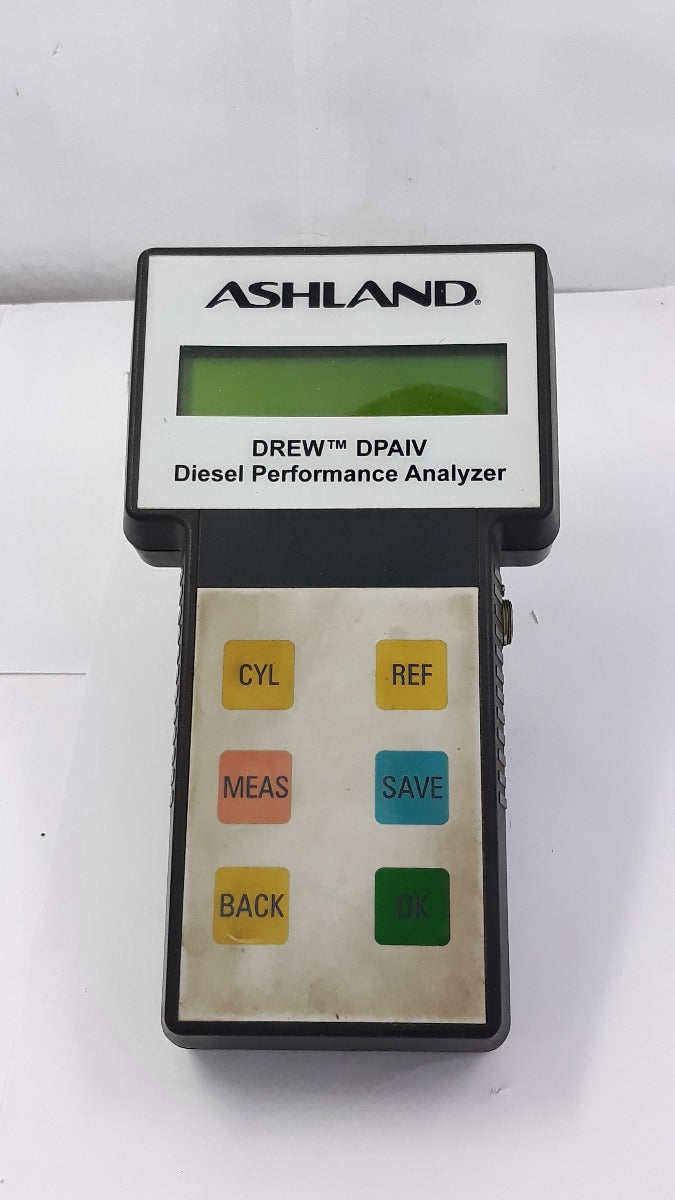 ASHLAND®
DREW™ DPAIV
Diesel Performance Analyzer
CYL REF
MEAS SAVE
BACK OK